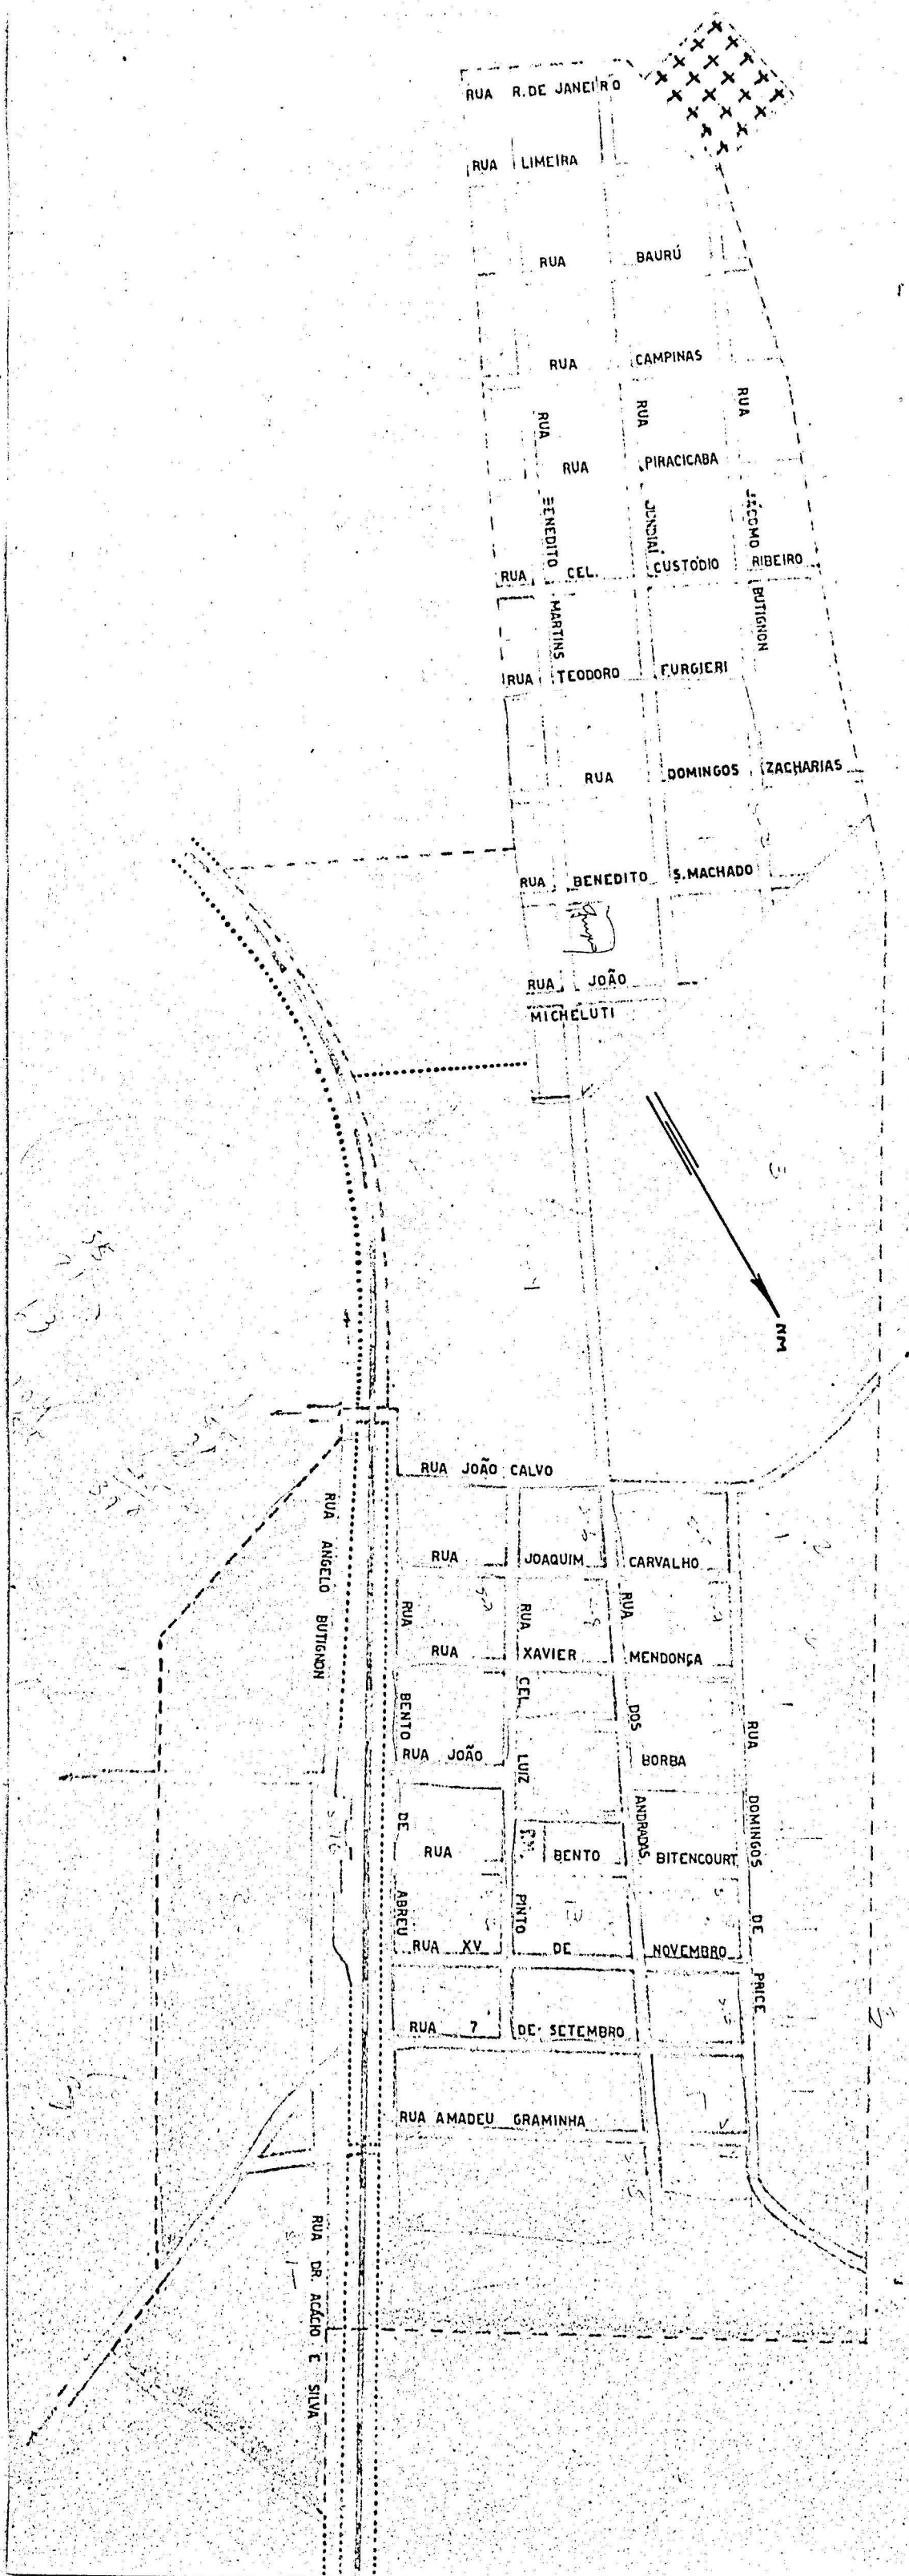 RUA R. DE JANEIRO
RUA LIMEIRA
RUA BAURÚ
RUA CAMPINAS
RUA BENEDITO MARTINS
RUA JUNDIAÍ
RUA JÁCOMO BUTIGNON
RUA PIRACICABA
RUA CEL. CUSTÓDIO RIBEIRO
RUA TEODORO FURGIERI
RUA DOMINGOS ZACHARIAS
RUA BENEDITO S. MACHADO
Grupo
RUA JOÃO
MICHELUTI
NM
RUA JOÃO CALVO
RUA JOAQUIM CARVALHO
RUA ANGELO BUTIGNON
RUA BENTO DE ABREU
RUA CEL. LUIZ PINTO
RUA DOS ANDRADAS
RUA DOMINGOS DE PRICE
RUA XAVIER MENDONÇA
RUA JOÃO BORBA
RUA BENTO BITENCOURT
P.M.
RUA XV DE NOVEMBRO
RUA 7 DE SETEMBRO
RUA AMADEU GRAMINHA
RUA DR. ACÁCIO E SILVA